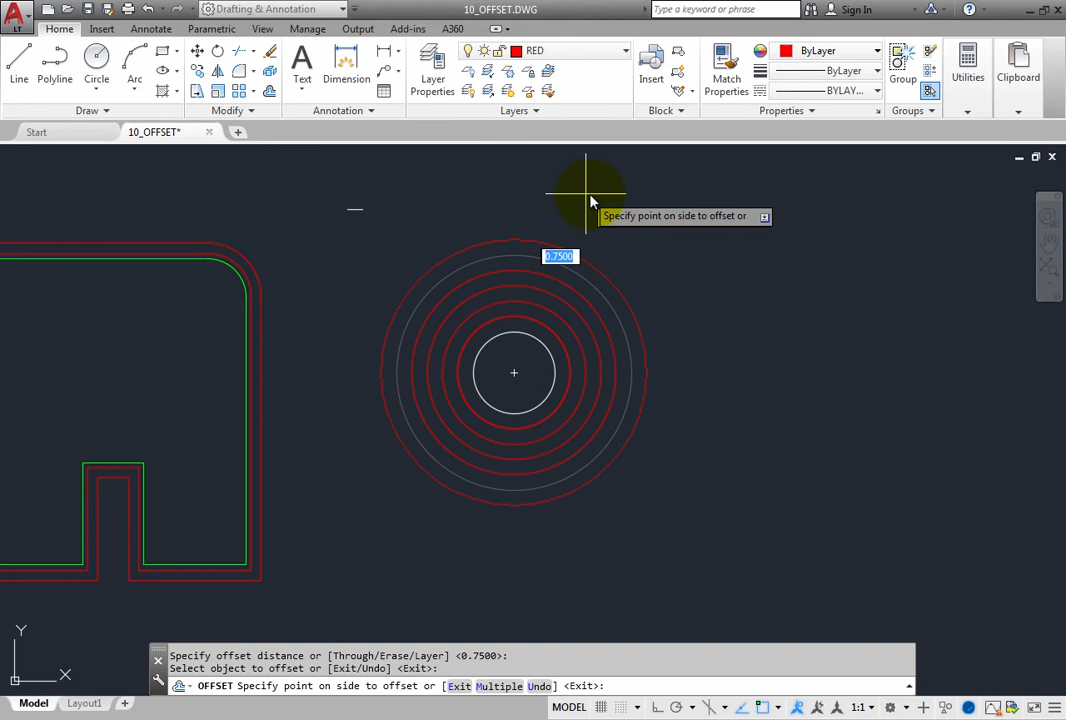 LT
Drafting & Annotation
10_OFFSET.DWG
Type a keyword or phrase
Sign In
Home Insert Annotate Parametric View Manage Output Add-ins A360
Line Polyline Circle Arc Text Dimension Layer Properties RED Insert Match Properties ByLayer Group Utilities Clipboard
ByLayer
BYLAY...
Draw Modify Annotation Layers Block Properties Groups
Start 10_OFFSET*
Specify point on side to offset or
0.7500
Y
X
Specify offset distance or [Through/Erase/Layer] <0.7500>:
Select object to offset or [Exit/Undo] <Exit>:
OFFSET Specify point on side to offset or [Exit Multiple Undo] <Exit>:
Model Layout1
MODEL 1:1